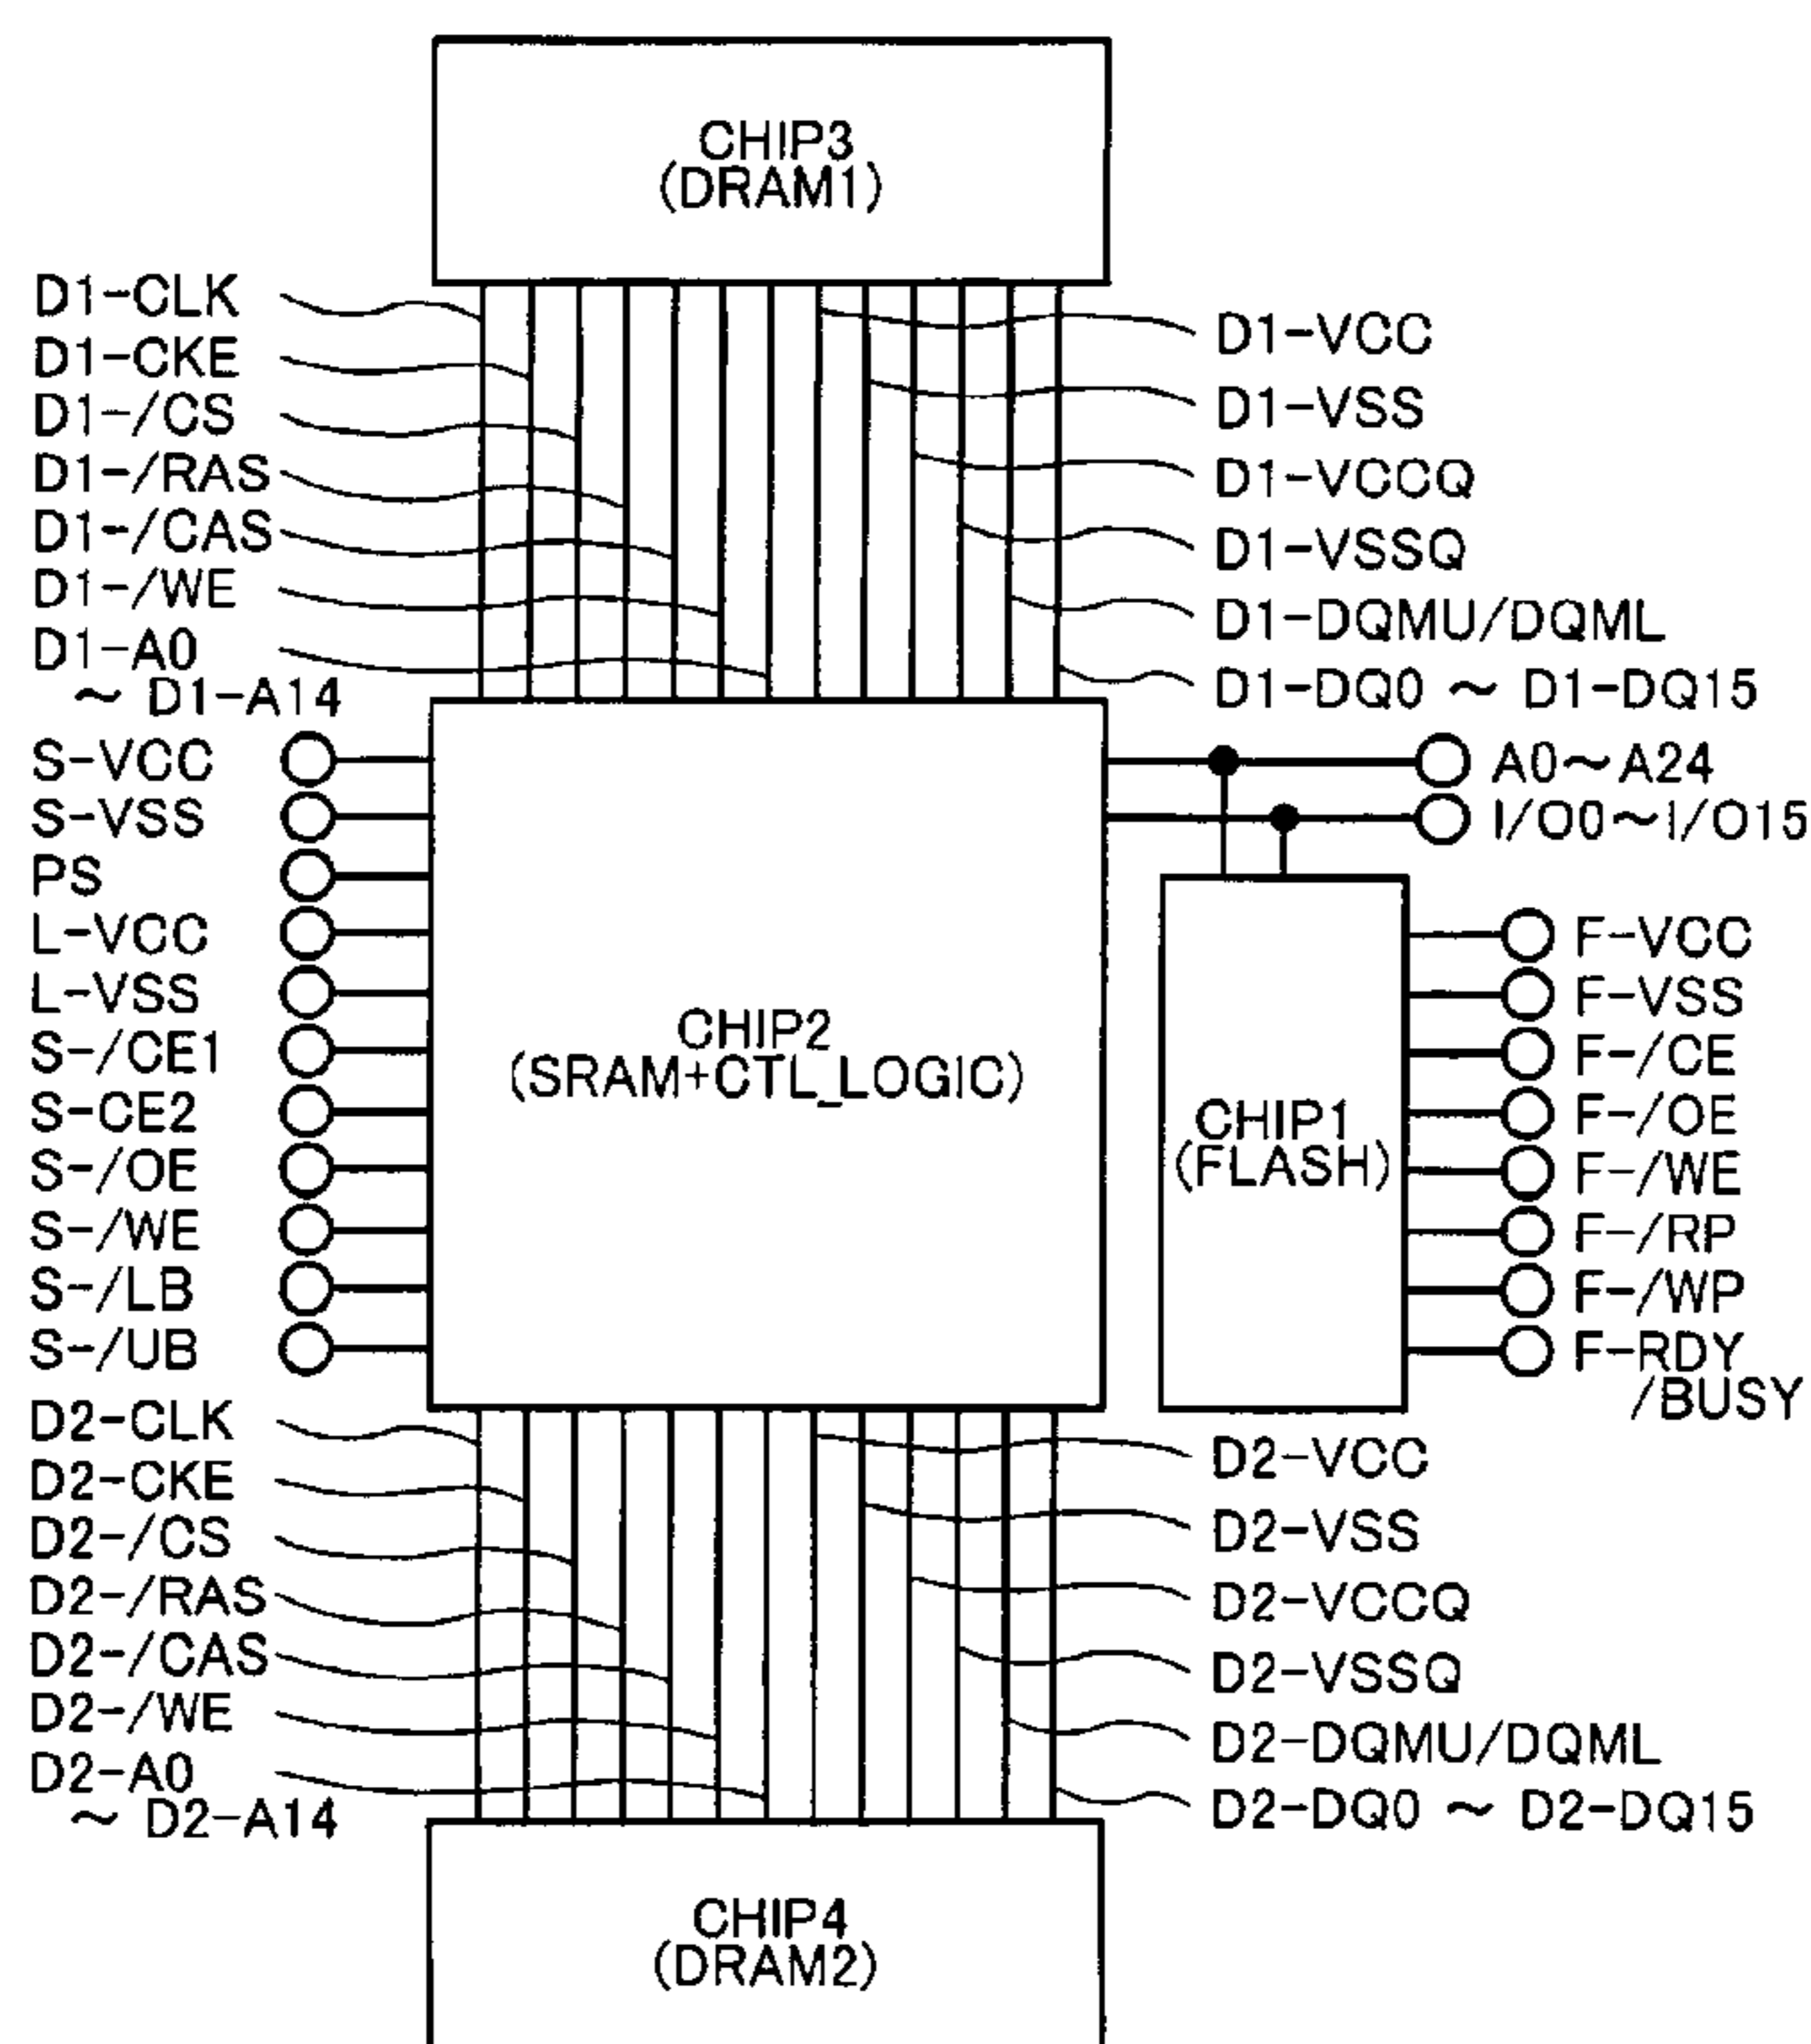 CHIP3
(DRAM1)
D1-CLK
D1-CKE
D1-/CS
D1-/RAS
D1-/CAS
D1-/WE
D1-A0
～ D1-A14
D1-VCC
D1-VSS
D1-VCCQ
D1-VSSQ
D1-DQMU/DQML
D1-DQ0 ～ D1-DQ15
S-VCC
S-VSS
PS
L-VCC
L-VSS
S-/CE1
S-CE2
S-/OE
S-/WE
S-/LB
S-/UB
CHIP2
(SRAM+CTL_LOGIC)
A0～A24
I/O0～I/O15
CHIP1
(FLASH)
F-VCC
F-VSS
F-/CE
F-/OE
F-/WE
F-/RP
F-/WP
F-RDY
/BUSY
D2-CLK
D2-CKE
D2-/CS
D2-/RAS
D2-/CAS
D2-/WE
D2-A0
～ D2-A14
D2-VCC
D2-VSS
D2-VCCQ
D2-VSSQ
D2-DQMU/DQML
D2-DQ0 ～ D2-DQ15
CHIP4
(DRAM2)